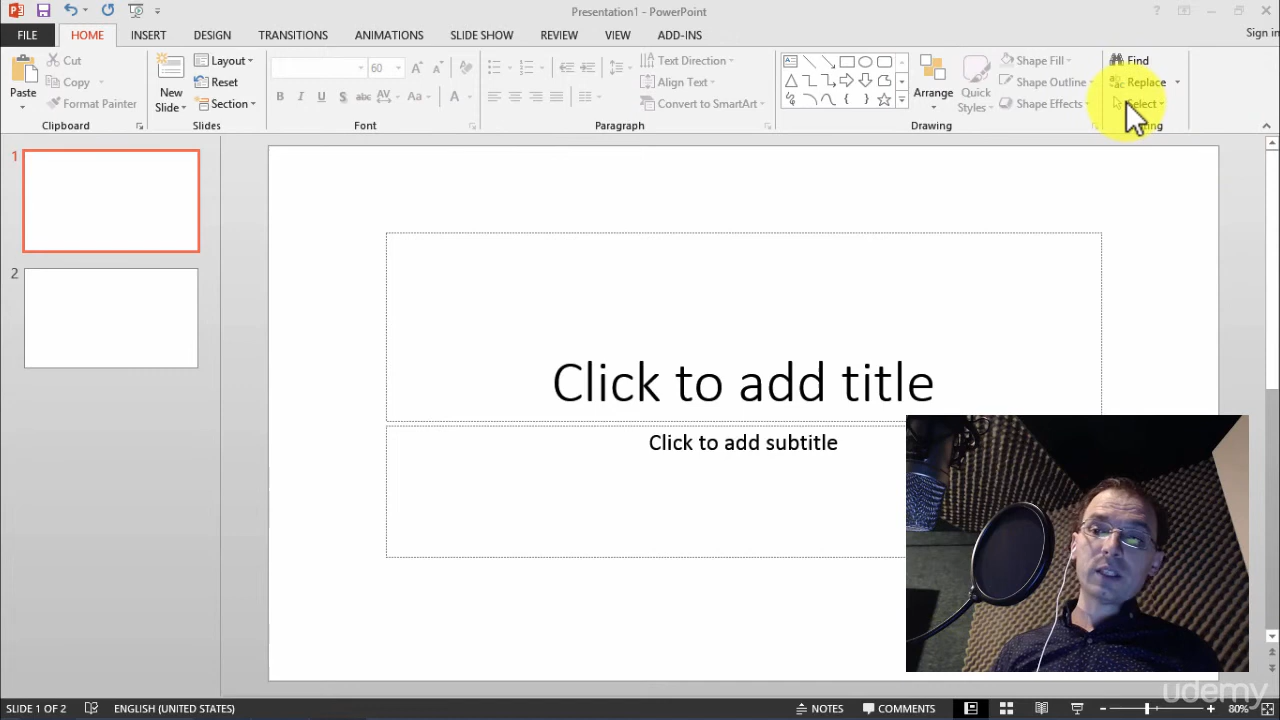 Presentation1 - PowerPoint
?
FILE
HOME
INSERT
DESIGN
TRANSITIONS
ANIMATIONS
SLIDE SHOW
REVIEW
VIEW
ADD-INS
Sign in
Paste
Cut
Copy
Format Painter
Clipboard
New
Slide
Layout
Reset
Section
Slides
60
B I U S abc AV Aa A
Font
Text Direction
Align Text
Convert to SmartArt
Paragraph
Arrange
Quick
Styles
Shape Fill
Shape Outline
Shape Effects
Drawing
Find
Replace
Select
1
2
Click to add title
Click to add subtitle
udemy
SLIDE 1 OF 2
ENGLISH (UNITED STATES)
NOTES
COMMENTS
80%